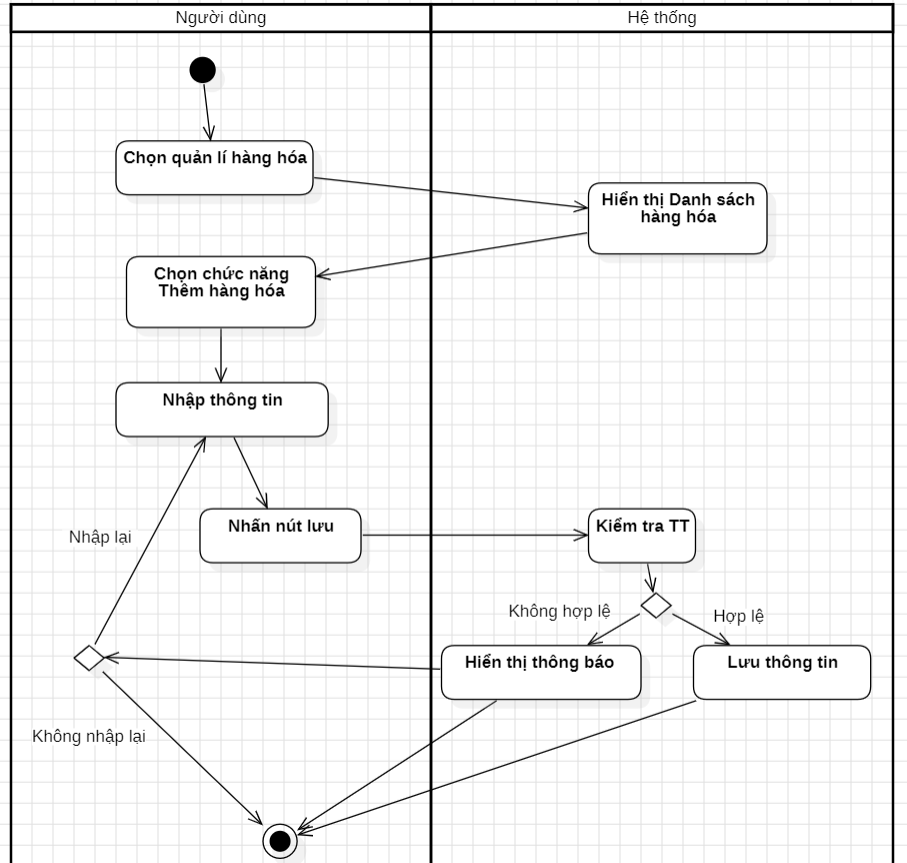 Người dùng
Hệ thống
Chọn quản lí hàng hóa
Hiển thị Danh sách
hàng hóa
Chọn chức năng
Thêm hàng hóa
Nhập thông tin
Nhấn nút lưu
Kiểm tra TT
Nhập lại
Không hợp lệ
Hợp lệ
Hiển thị thông báo
Lưu thông tin
Không nhập lại